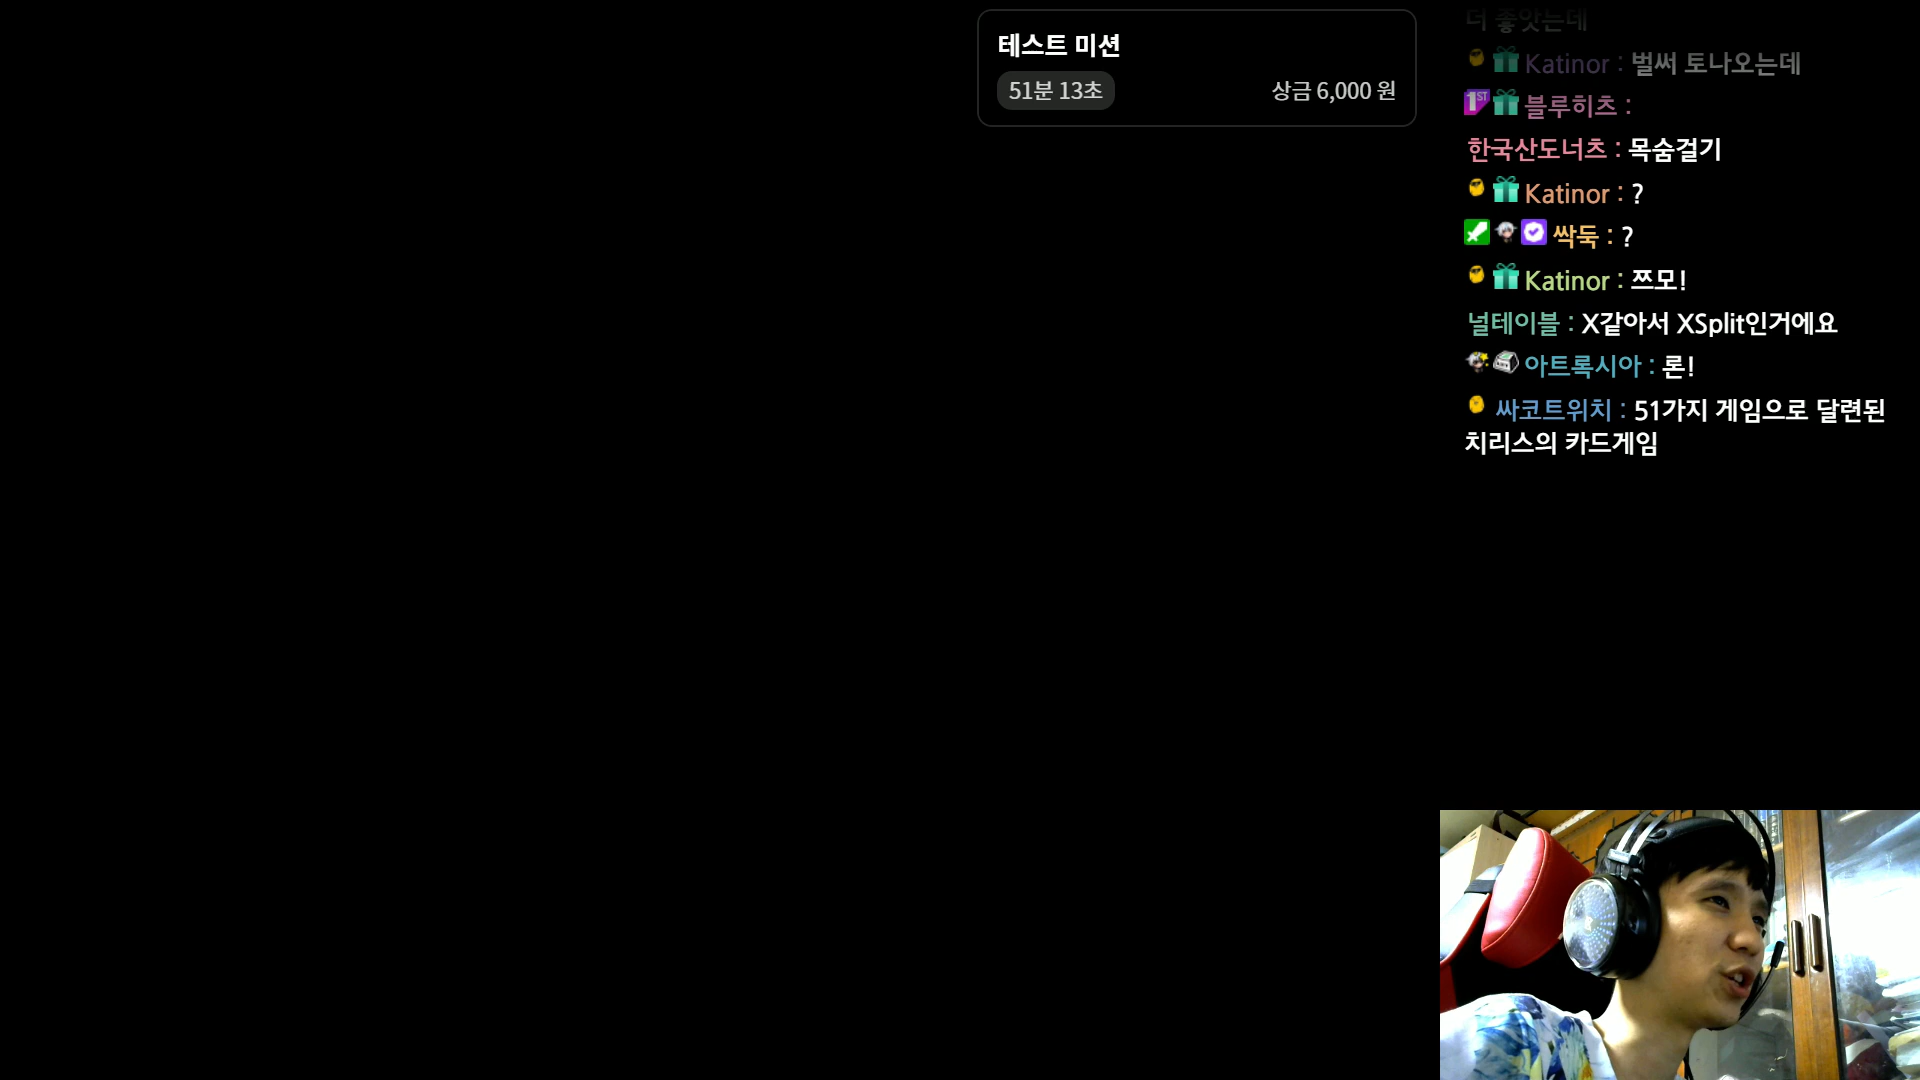 테스트 미션
51분 13초
상금 6,000 원
더 좋앗는데
Katinor : 벌써 토나오는데
1ST 블루히츠 :
한국산도너츠 : 목숨걸기
Katinor : ?
싹둑 : ?
Katinor : 쯔모!
널테이블 : X같아서 XSplit인거에요
아트록시아 : 론!
싸코트위치 : 51가지 게임으로 달련된
치리스의 카드게임